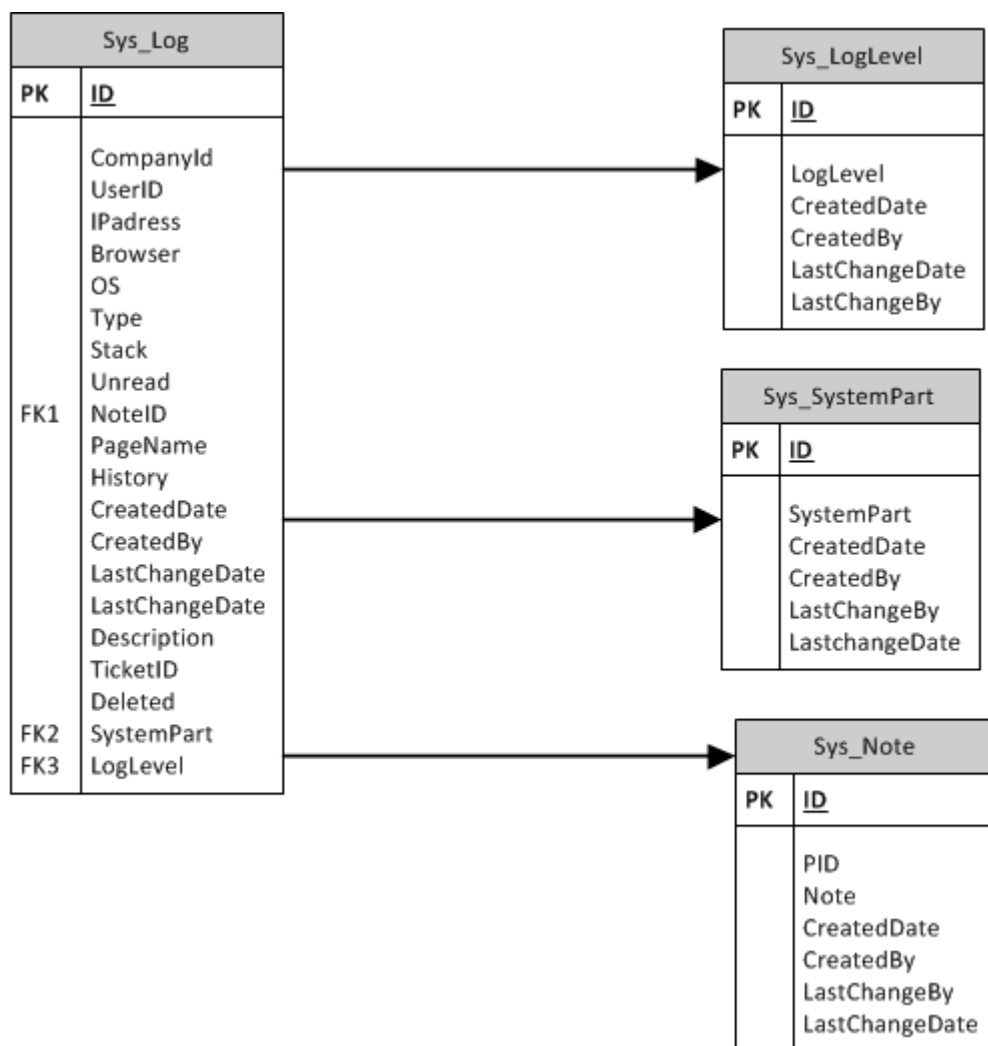 Sys_Log
PK ID
CompanyId
UserID
IPadress
Browser
OS
Type
Stack
Unread
FK1 NoteID
PageName
History
CreatedDate
CreatedBy
LastChangeDate
LastChangeDate
Description
TicketID
Deleted
FK2 SystemPart
FK3 LogLevel
Sys_LogLevel
PK ID
LogLevel
CreatedDate
CreatedBy
LastChangeDate
LastChangeBy
Sys_SystemPart
PK ID
SystemPart
CreatedDate
CreatedBy
LastChangeBy
LastchangeDate
Sys_Note
PK ID
PID
Note
CreatedDate
CreatedBy
LastChangeBy
LastChangeDate